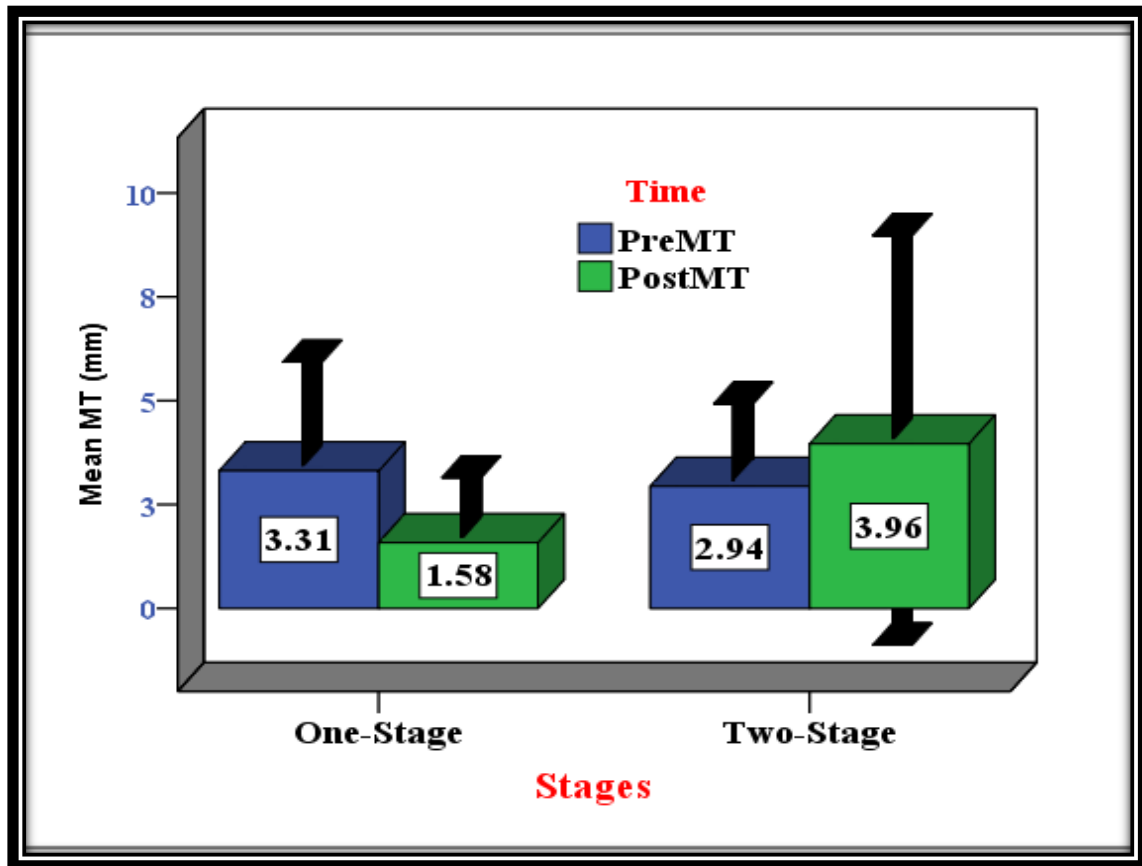 Time
PreMT
PostMT
Mean MT (mm)
10
8
5
3
0
3.31
1.58
2.94
3.96
One-Stage
Two-Stage
Stages